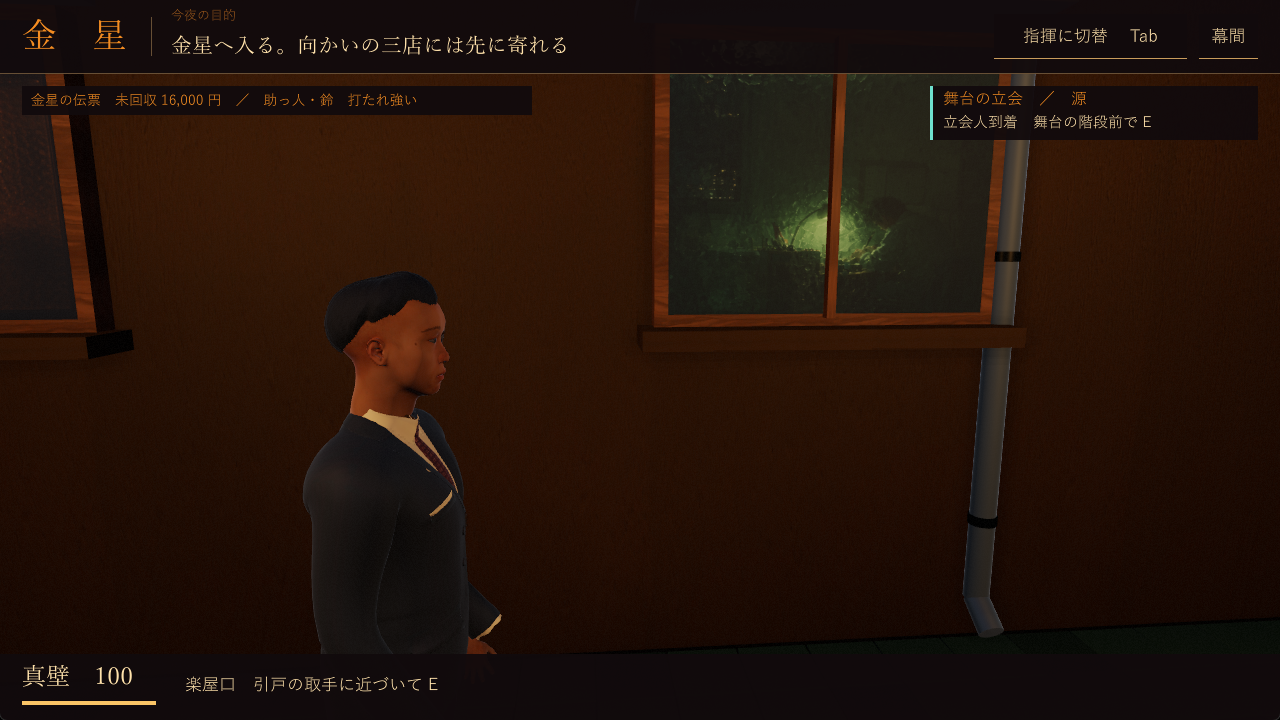 金星
今夜の目的
金星へ入る。向かいの三店には先に寄れる
指揮に切替 Tab
幕間
金星の伝票 未回収 16,000 円 ／ 助っ人・鈴 打たれ強い
舞台の立会 ／ 源
立会人到着 舞台の階段前で E
真壁 100
楽屋口 引戸の取手に近づいて E